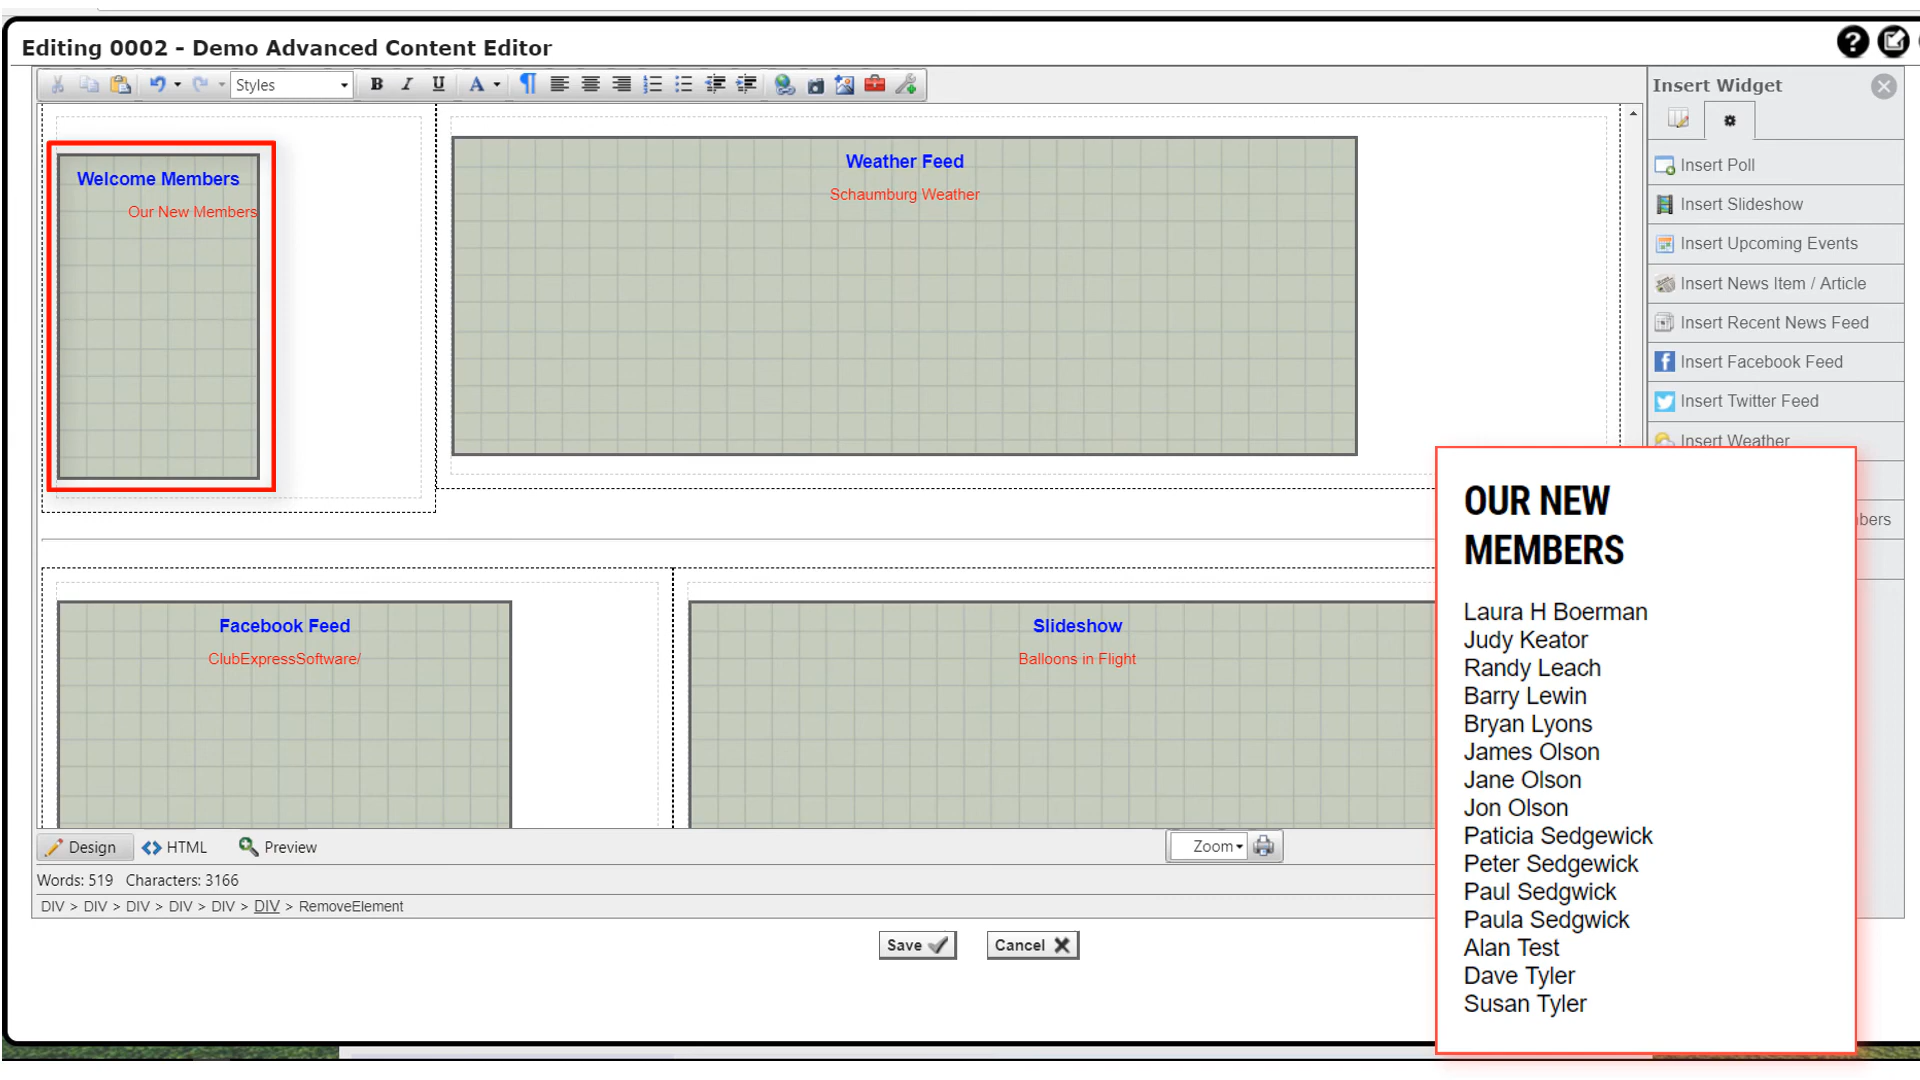 Editing 0002 - Demo Advanced Content Editor
Styles
B I U A
Insert Widget
Welcome Members
Our New Members
Weather Feed
Schaumburg Weather
Insert Poll
Insert Slideshow
Insert Upcoming Events
Insert News Item / Article
Insert Recent News Feed
Insert Facebook Feed
Insert Twitter Feed
Insert Weather
Facebook Feed
ClubExpressSoftware/
Slideshow
Balloons in Flight
OUR NEW
MEMBERS
Laura H Boerman
Judy Keator
Randy Leach
Barry Lewin
Bryan Lyons
James Olson
Jane Olson
Jon Olson
Paticia Sedgewick
Peter Sedgewick
Paul Sedgwick
Paula Sedgwick
Alan Test
Dave Tyler
Susan Tyler
Design HTML Preview Zoom
Words: 519 Characters: 3166
DIV > DIV > DIV > DIV > DIV > DIV > RemoveElement
Save Cancel